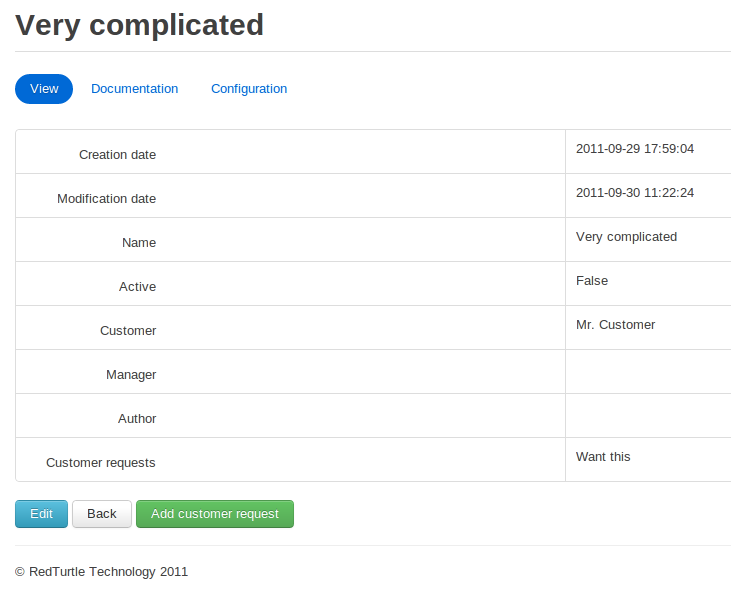 Very complicated
View Documentation Configuration
Creation date 2011-09-29 17:59:04
Modification date 2011-09-30 11:22:24
Name Very complicated
Active False
Customer Mr. Customer
Manager
Author
Customer requests Want this
Edit Back Add customer request
© RedTurtle Technology 2011